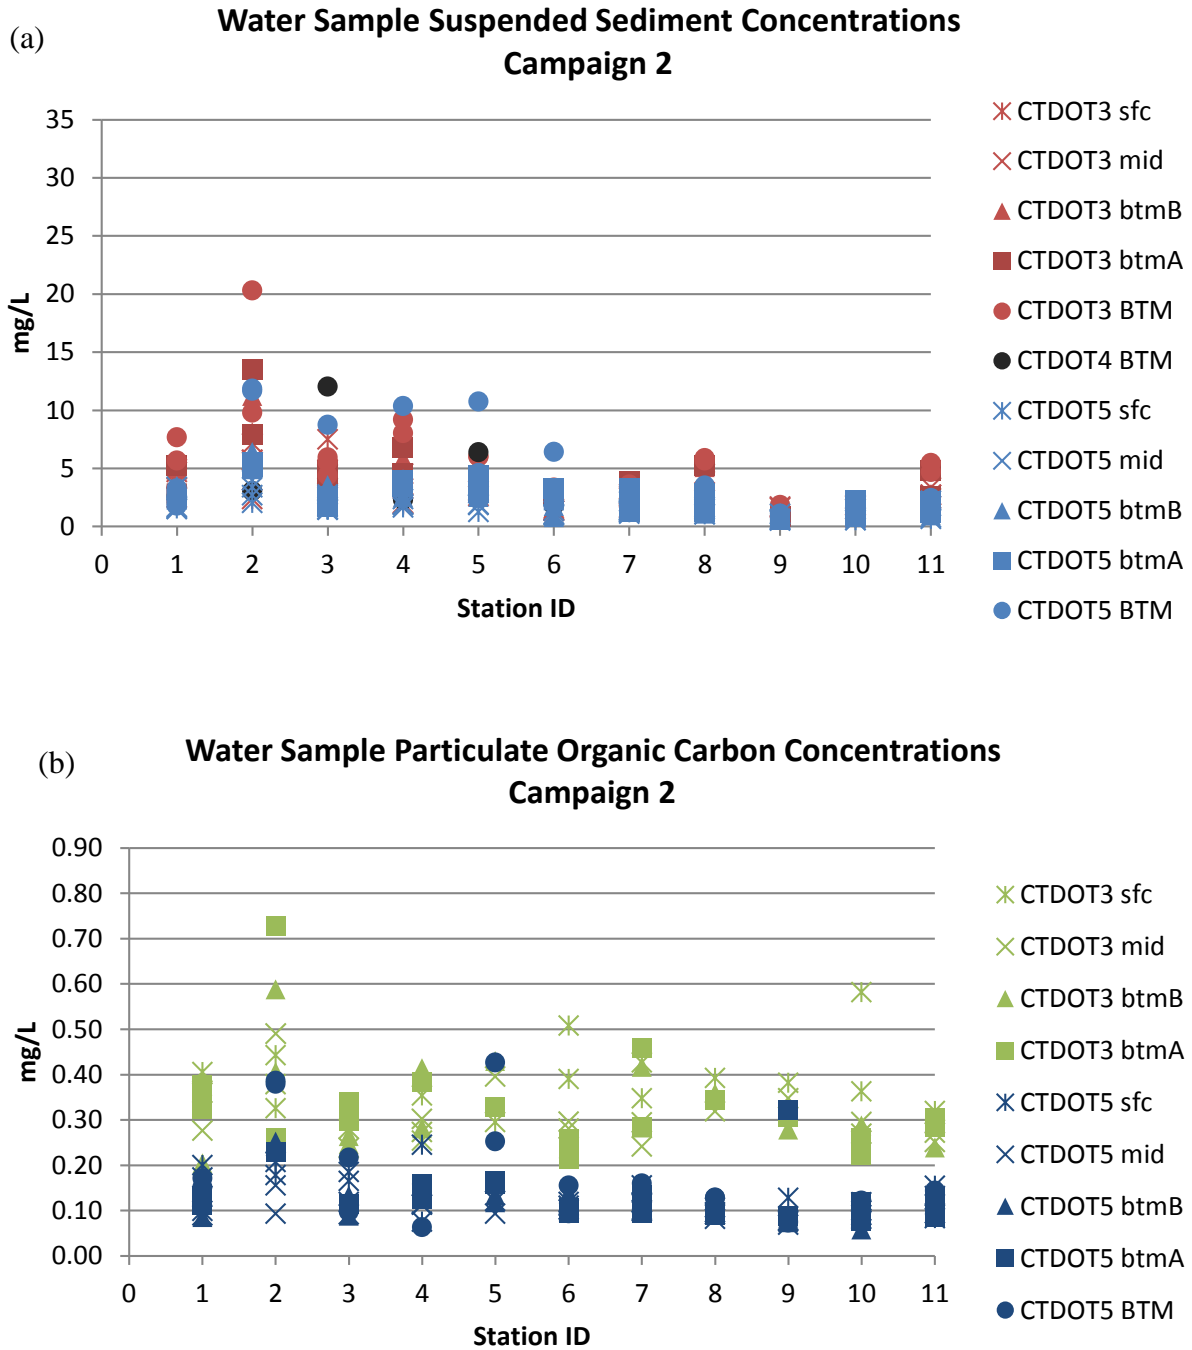 (a)
Water Sample Suspended Sediment Concentrations
Campaign 2
35
30
25
20
15
10
5
0
mg/L
0 1 2 3 4 5 6 7 8 9 10 11
Station ID
CTDOT3 sfc
CTDOT3 mid
CTDOT3 btmB
CTDOT3 btmA
CTDOT3 BTM
CTDOT4 BTM
CTDOT5 sfc
CTDOT5 mid
CTDOT5 btmB
CTDOT5 btmA
CTDOT5 BTM
(b)
Water Sample Particulate Organic Carbon Concentrations
Campaign 2
0.90
0.80
0.70
0.60
0.50
0.40
0.30
0.20
0.10
0.00
mg/L
0 1 2 3 4 5 6 7 8 9 10 11
Station ID
CTDOT3 sfc
CTDOT3 mid
CTDOT3 btmB
CTDOT3 btmA
CTDOT5 sfc
CTDOT5 mid
CTDOT5 btmB
CTDOT5 btmA
CTDOT5 BTM